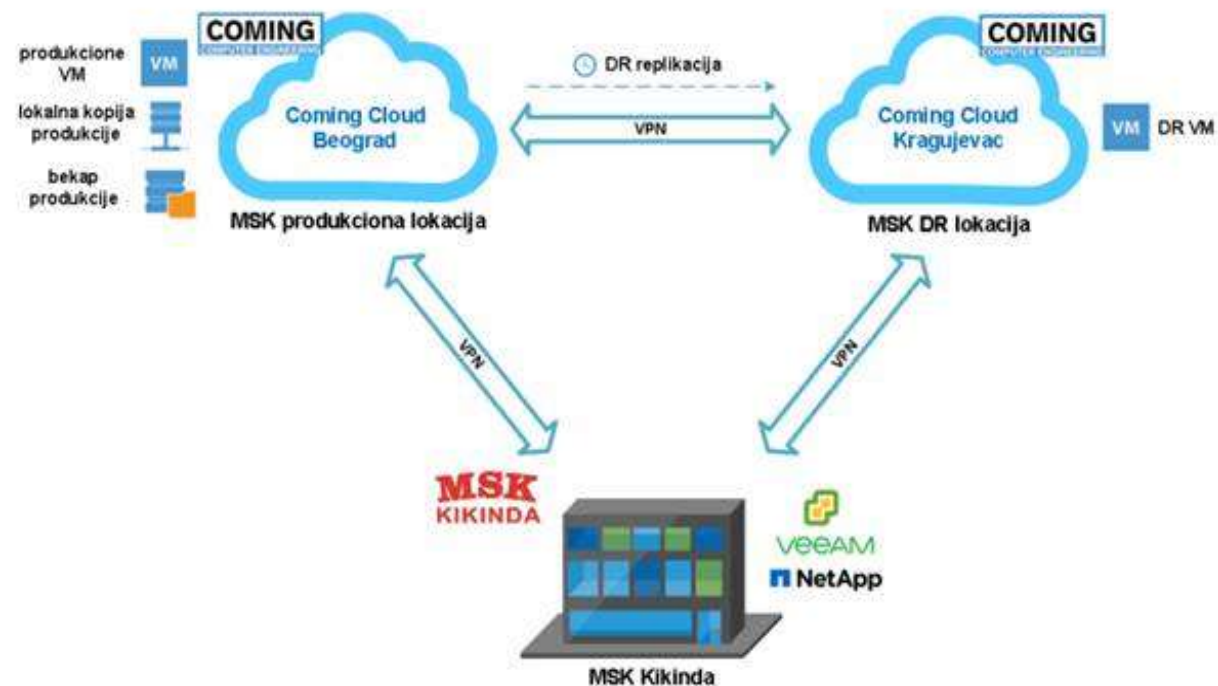 COMING
COMPUTER ENGINEERING
produkcione
VM
VM
lokalna kopija
produkcije
bekap
produkcije
Coming Cloud
Beograd
MSK produkciona lokacija
DR replikacija
VPN
COMING
COMPUTER ENGINEERING
Coming Cloud
Kragujevac
VM
DR VM
MSK DR lokacija
VPN
VPN
MSK
KIKINDA
veeAM
NetApp
MSK Kikinda